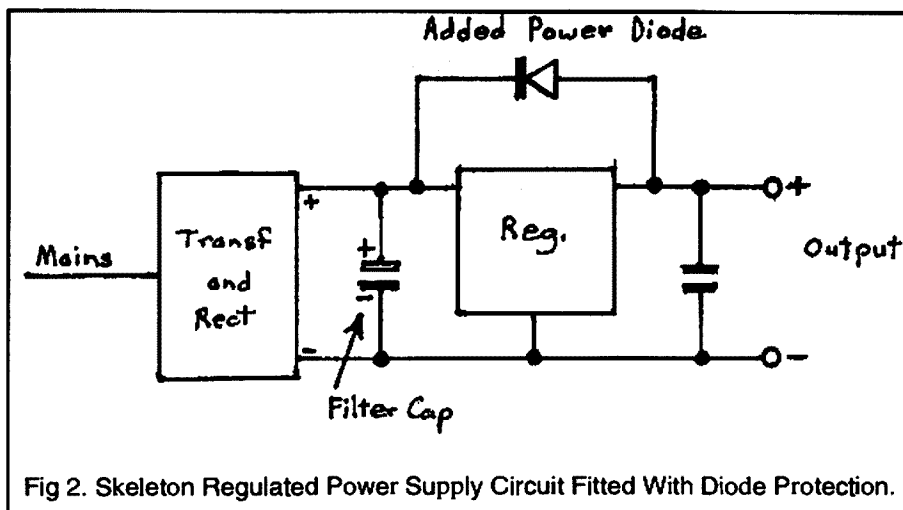 Added Power Diode
Transf
and
Rect
Mains
+
-
+
-
Filter Cap
Reg.
+
Output
-
Fig 2. Skeleton Regulated Power Supply Circuit Fitted With Diode Protection.